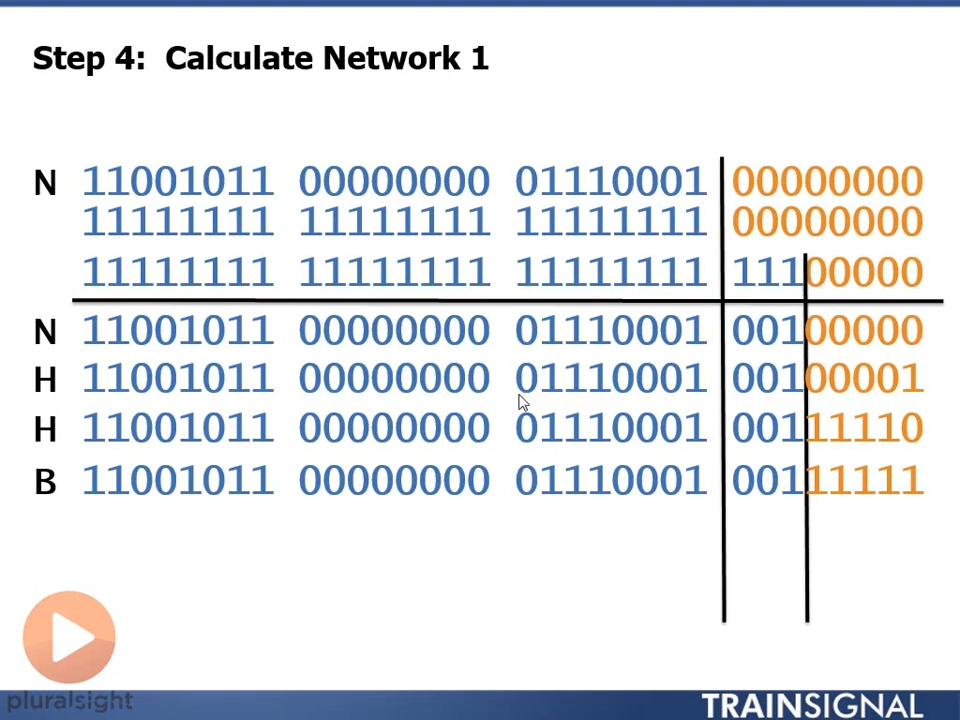 Step 4: Calculate Network 1
N 11001011 00000000 01110001 00000000
11111111 11111111 11111111 00000000
11111111 11111111 11111111 11100000
N 11001011 00000000 01110001 00100000
H 11001011 00000000 01110001 00100001
H 11001011 00000000 01110001 00111110
B 11001011 00000000 01110001 00111111
pluralsight
TRAINSIGNAL